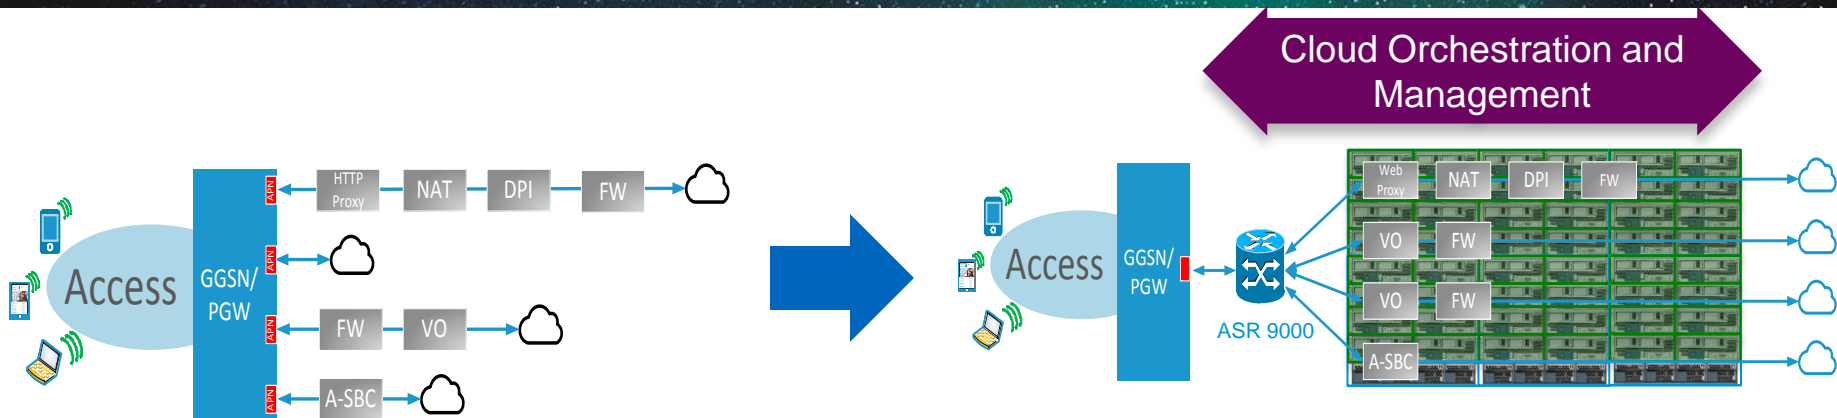 Cloud Orchestration and
Management
Access
GGSN/
PGW
APN
HTTP
Proxy
NAT
DPI
FW
APN
APN
FW
VO
APN
A-SBC
Access
GGSN/
PGW
ASR 9000
Web
Proxy
NAT
DPI
FW
VO
FW
VO
FW
A-SBC